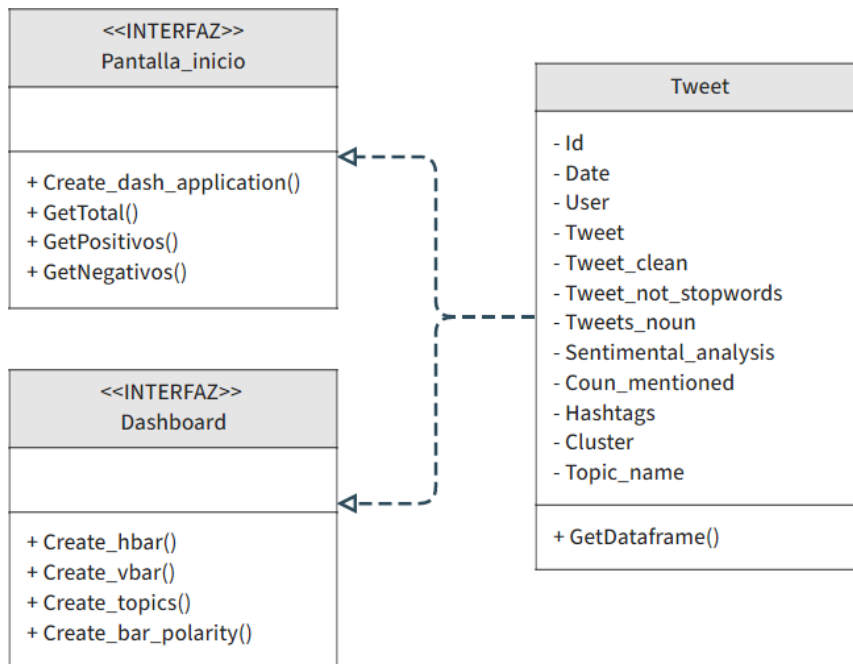 <<INTERFAZ>>
Pantalla_inicio
+ Create_dash_application()
+ GetTotal()
+ GetPositivos()
+ GetNegativos()
<<INTERFAZ>>
Dashboard
+ Create_hbar()
+ Create_vbar()
+ Create_topics()
+ Create_bar_polarity()
Tweet
- Id
- Date
- User
- Tweet
- Tweet_clean
- Tweet_not_stopwords
- Tweets_noun
- Sentimental_analysis
- Coun_mentioned
- Hashtags
- Cluster
- Topic_name
+ GetDataframe()